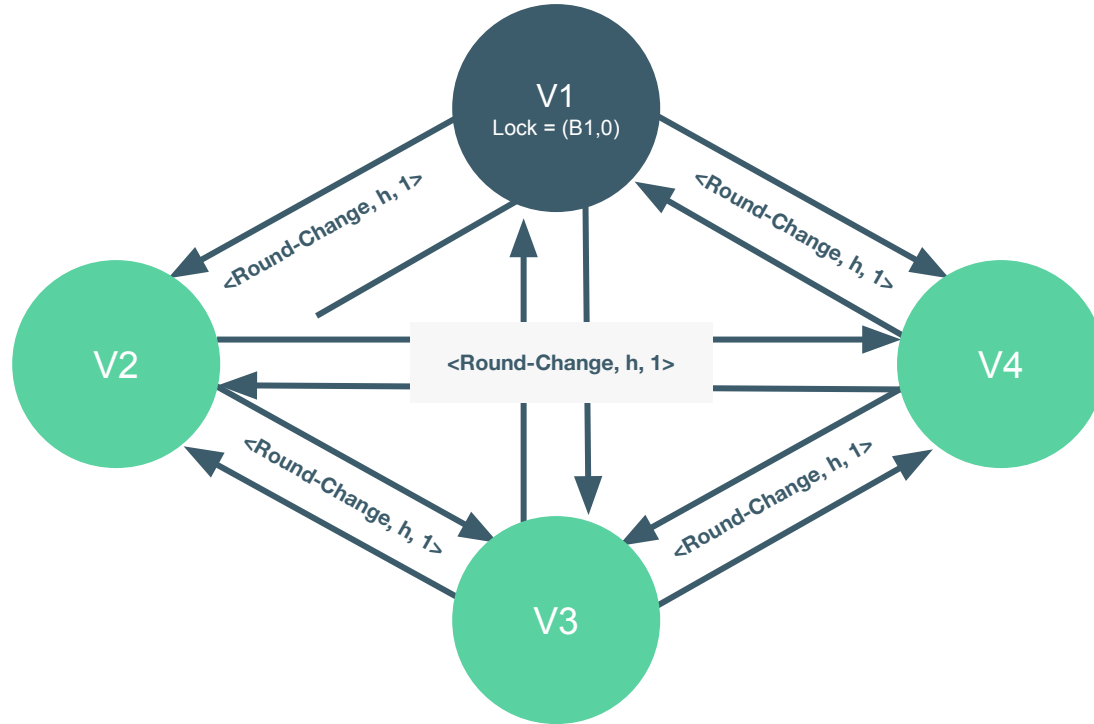 V1
Lock = (B1,0)
<Round-Change, h, 1>
<Round-Change, h, 1>
V2
<Round-Change, h, 1>
V4
<Round-Change, h, 1>
<Round-Change, h, 1>
V3